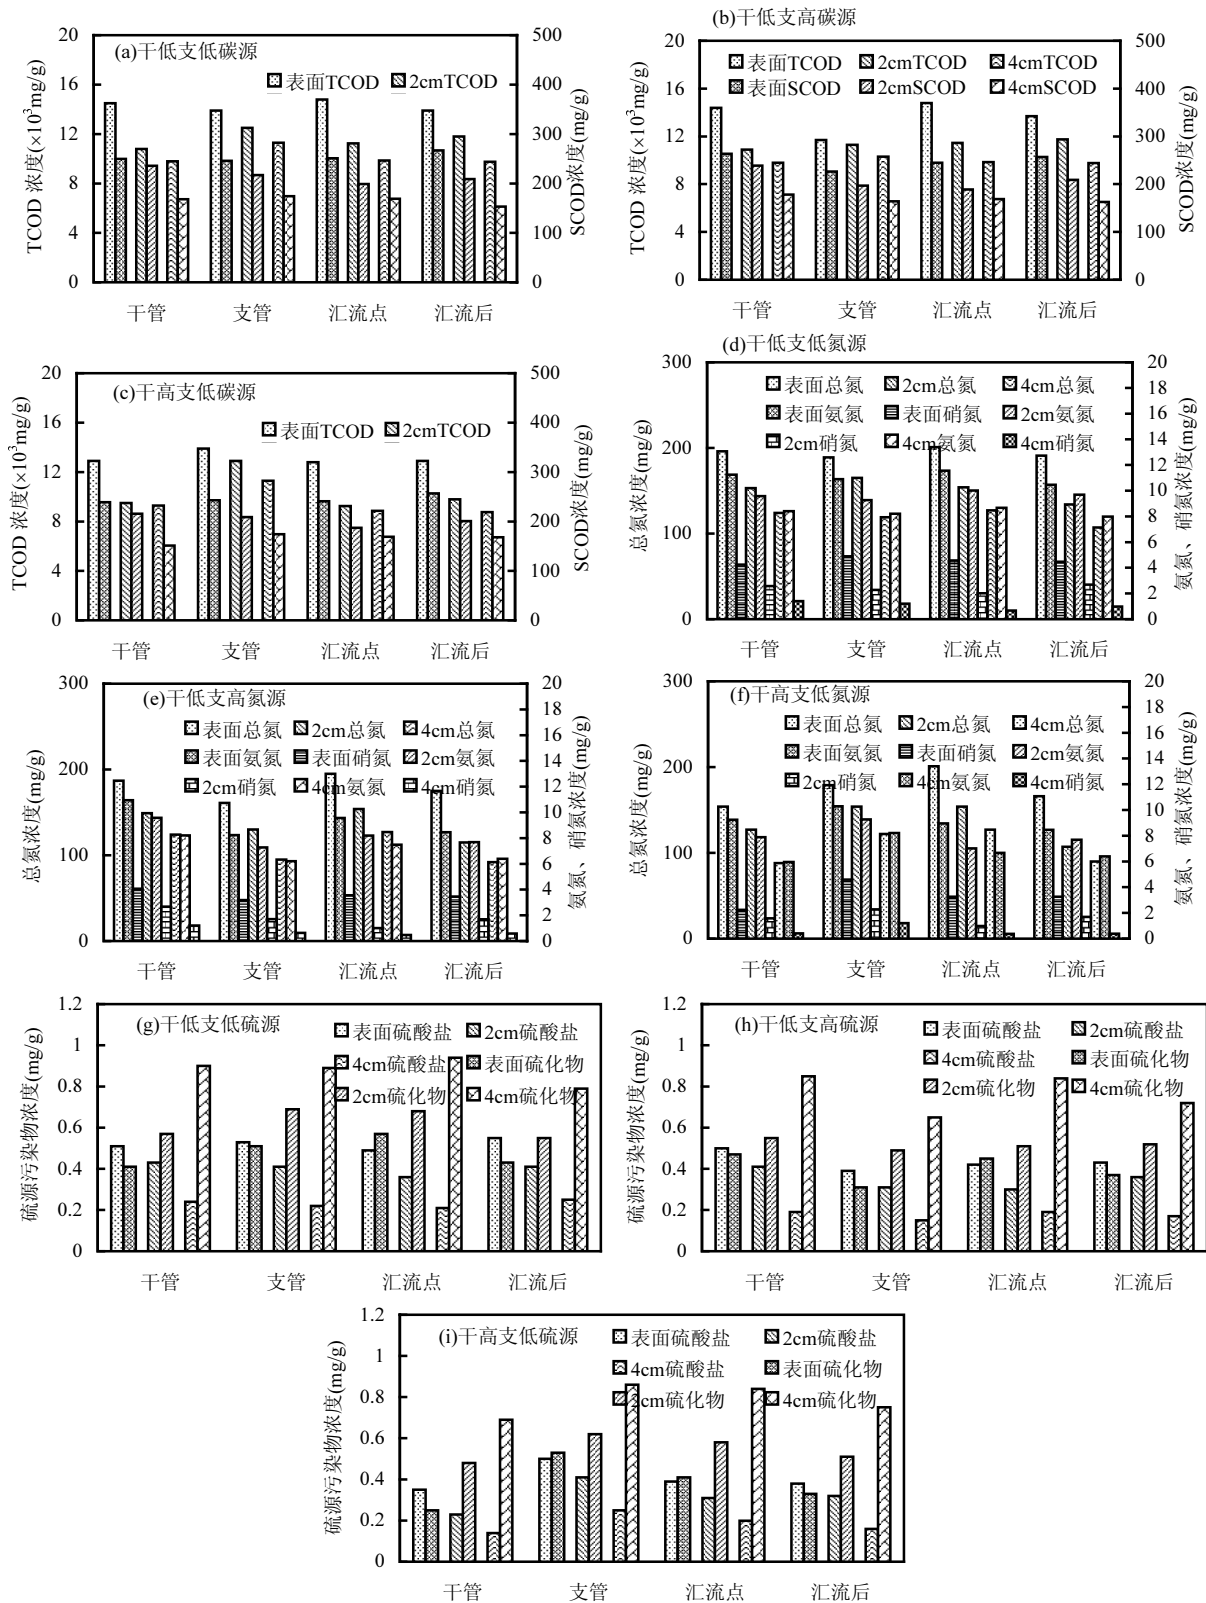 (a)干低支低碳源
表面TCOD 2cmTCOD
TCOD 浓度(×10³mg/g)
20
16
12
8
4
0
SCOD浓度(mg/g)
500
400
300
200
100
0
干管 支管 汇流点 汇流后
(b)干低支高碳源
表面TCOD 2cmTCOD 4cmTCOD
表面SCOD 2cmSCOD 4cmSCOD
TCOD 浓度(×10³mg/g)
20
16
12
8
4
0
SCOD浓度(mg/g)
500
400
300
200
100
0
干管 支管 汇流点 汇流后
(c)干高支低碳源
表面TCOD 2cmTCOD
TCOD 浓度(×10³mg/g)
20
16
12
8
4
0
SCOD浓度(mg/g)
500
400
300
200
100
0
干管 支管 汇流点 汇流后
(d)干低支低氮源
表面总氮 2cm总氮 4cm总氮
表面氨氮 表面硝氮 2cm氨氮
2cm硝氮 4cm氨氮 4cm硝氮
总氮浓度(mg/g)
300
200
100
0
氨氮、硝氮浓度(mg/g)
20
18
16
14
12
10
8
6
4
2
0
干管 支管 汇流点 汇流后
(e)干低支高氮源
表面总氮 2cm总氮 4cm总氮
表面氨氮 表面硝氮 2cm氨氮
2cm硝氮 4cm氨氮 4cm硝氮
总氮浓度(mg/g)
300
200
100
0
氨氮、硝氮浓度(mg/g)
20
18
16
14
12
10
8
6
4
2
0
干管 支管 汇流点 汇流后
(f)干高支低氮源
表面总氮 2cm总氮 4cm总氮
表面氨氮 表面硝氮 2cm氨氮
2cm硝氮 4cm氨氮 4cm硝氮
总氮浓度(mg/g)
300
200
100
0
氨氮、硝氮浓度(mg/g)
20
18
16
14
12
10
8
6
4
2
0
干管 支管 汇流点 汇流后
(g)干低支低硫源
表面硫酸盐 2cm硫酸盐
4cm硫酸盐 表面硫化物
2cm硫化物 4cm硫化物
硫源污染物浓度(mg/g)
1.2
1
0.8
0.6
0.4
0.2
0
干管 支管 汇流点 汇流后
(h)干低支高硫源
表面硫酸盐 2cm硫酸盐
4cm硫酸盐 表面硫化物
2cm硫化物 4cm硫化物
硫源污染物浓度(mg/g)
1.2
1
0.8
0.6
0.4
0.2
0
干管 支管 汇流点 汇流后
(i)干高支低硫源
表面硫酸盐 2cm硫酸盐
4cm硫酸盐 表面硫化物
2cm硫化物 4cm硫化物
硫源污染物浓度(mg/g)
1.2
1
0.8
0.6
0.4
0.2
0
干管 支管 汇流点 汇流后